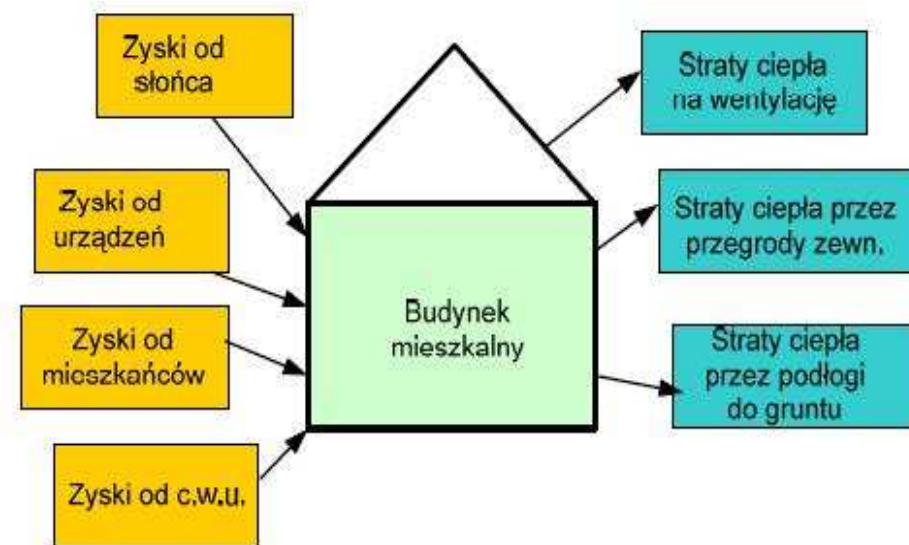 Zyski od
słońca
Zyski od
urządzeń
Zyski od
mieszkańców
Zyski od c.w.u.
Budynek
mieszkalny
Straty ciepła
na wentylację
Straty ciepła przez
przegrody zewn.
Straty ciepła
przez podłogi
do gruntu